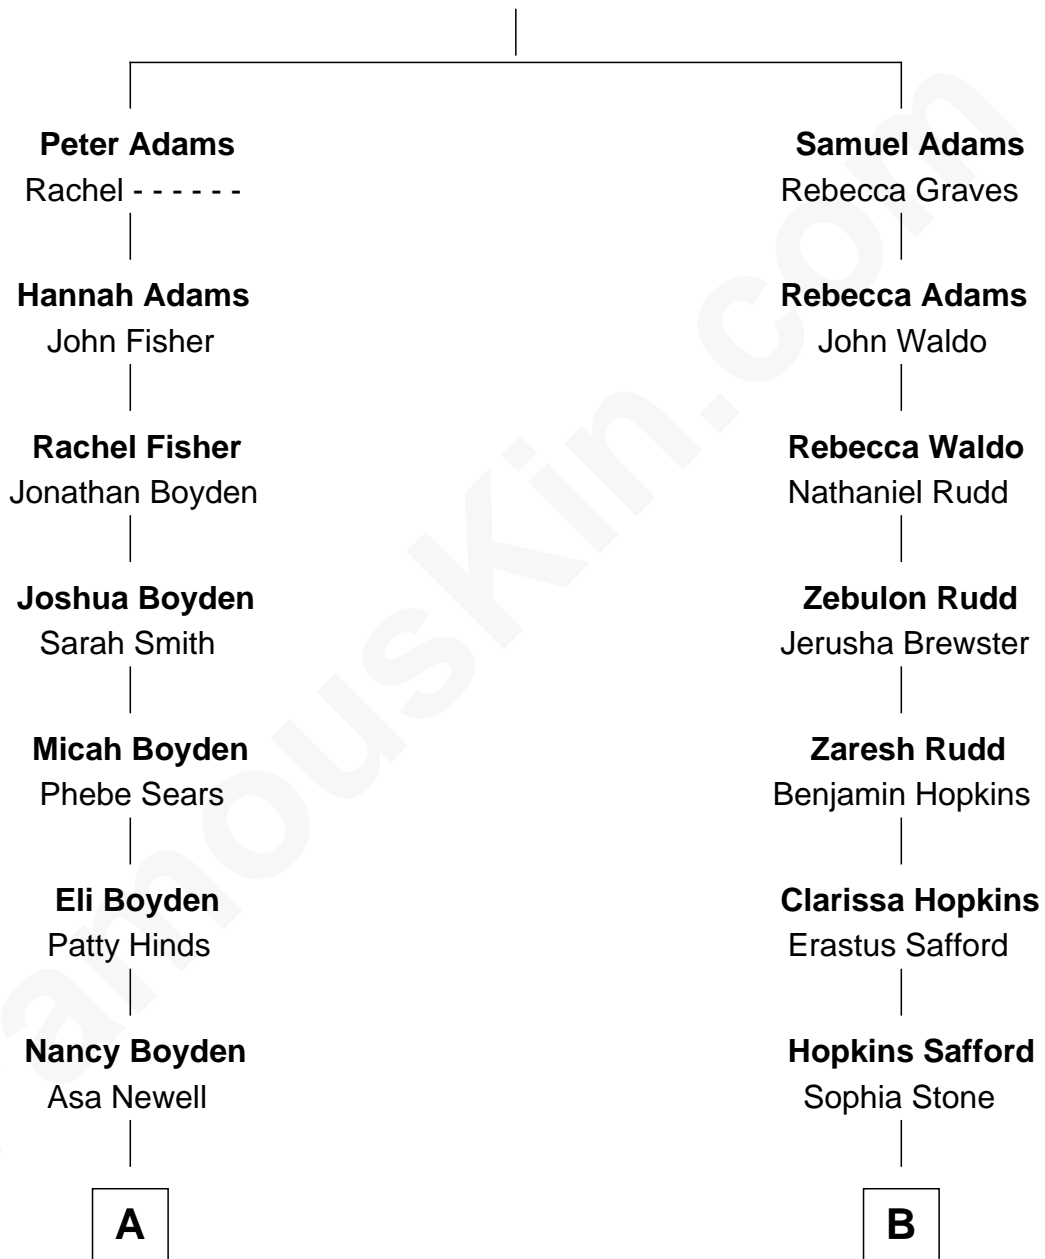 Peter Adams
Rachel - - - - - -
Hannah Adams
John Fisher
Rachel Fisher
Jonathan Boyden
Joshua Boyden
Sarah Smith
Micah Boyden
Phebe Sears
Eli Boyden
Patty Hinds
Nancy Boyden
Asa Newell
A
Samuel Adams
Rebecca Graves
Rebecca Adams
John Waldo
Rebecca Waldo
Nathaniel Rudd
Zebulon Rudd
Jerusha Brewster
Zaresh Rudd
Benjamin Hopkins
Clarissa Hopkins
Erastus Safford
Hopkins Safford
Sophia Stone
B
amousKin.com